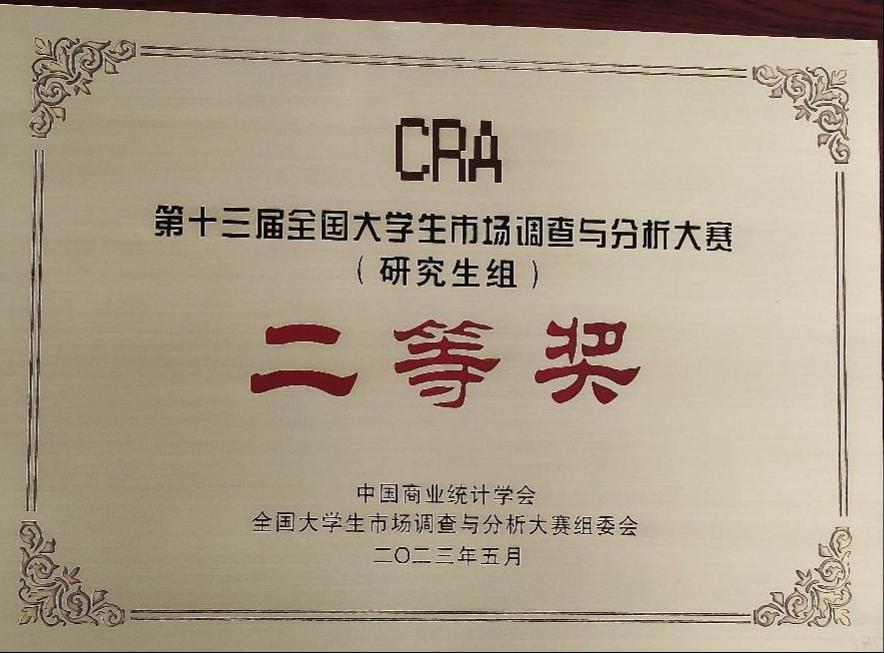 CRA
第十三届全国大学生市场调查与分析大赛
（研究生组）
二等奖
中国商业统计学会
全国大学生市场调查与分析大赛组委会
二〇二三年五月